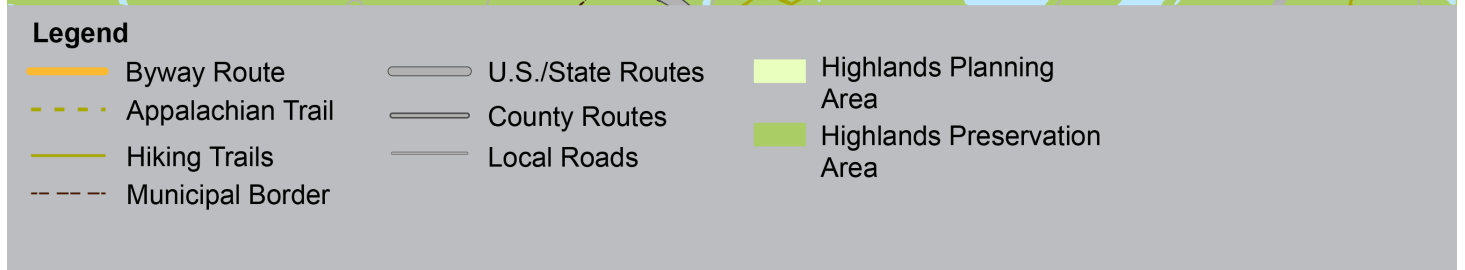 Legend
Byway Route
Appalachian Trail
Hiking Trails
Municipal Border
U.S./State Routes
County Routes
Local Roads
Highlands Planning
Area
Highlands Preservation
Area